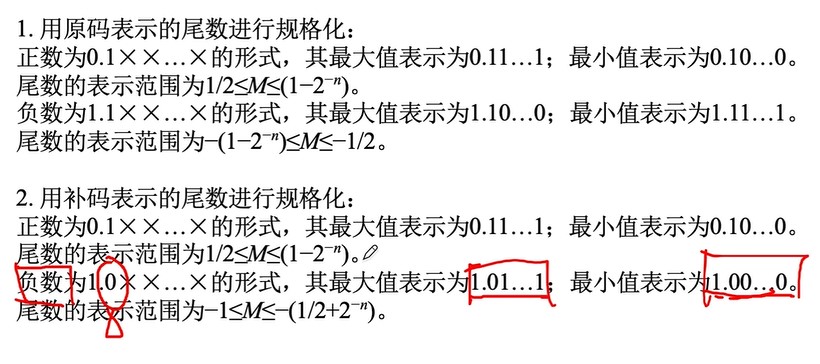 1. 用原码表示的尾数进行规格化：
正数为0.1××…×的形式，其最大值表示为0.11…1；最小值表示为0.10…0。
尾数的表示范围为1/2≤M≤(1−2⁻ⁿ)。
负数为1.1××…×的形式，其最大值表示为1.10…0；最小值表示为1.11…1。
尾数的表示范围为−(1−2⁻ⁿ)≤M≤−1/2。
2. 用补码表示的尾数进行规格化：
正数为0.1××…×的形式，其最大值表示为0.11…1；最小值表示为0.10…0。
尾数的表示范围为1/2≤M≤(1−2⁻ⁿ)。
负数为1.0××…×的形式，其最大值表示为1.01…1；最小值表示为1.00…0。
尾数的表示范围为−1≤M≤−(1/2+2⁻ⁿ)。